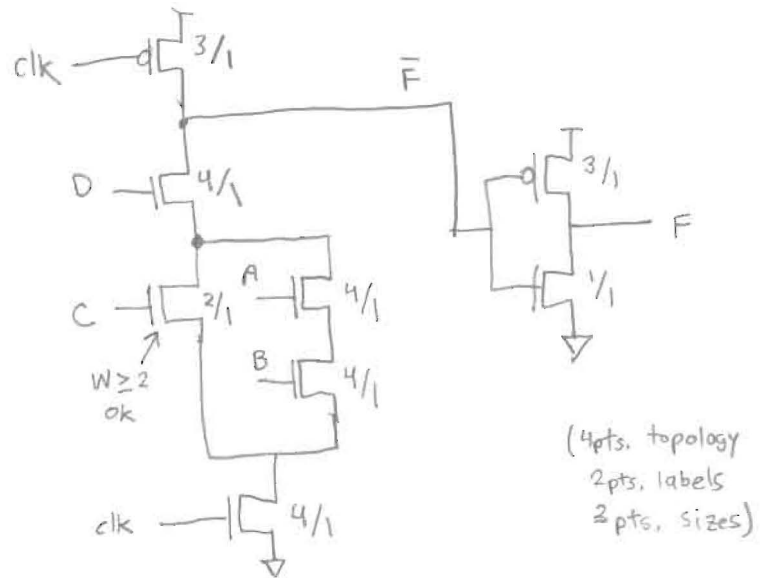 clk
3/1
F̅
D
4/1
3/1
F
C
2/1
A
4/1
1/1
W ≥ 2
ok
B
4/1
(4pts. topology
2pts. labels
3pts. sizes)
clk
4/1